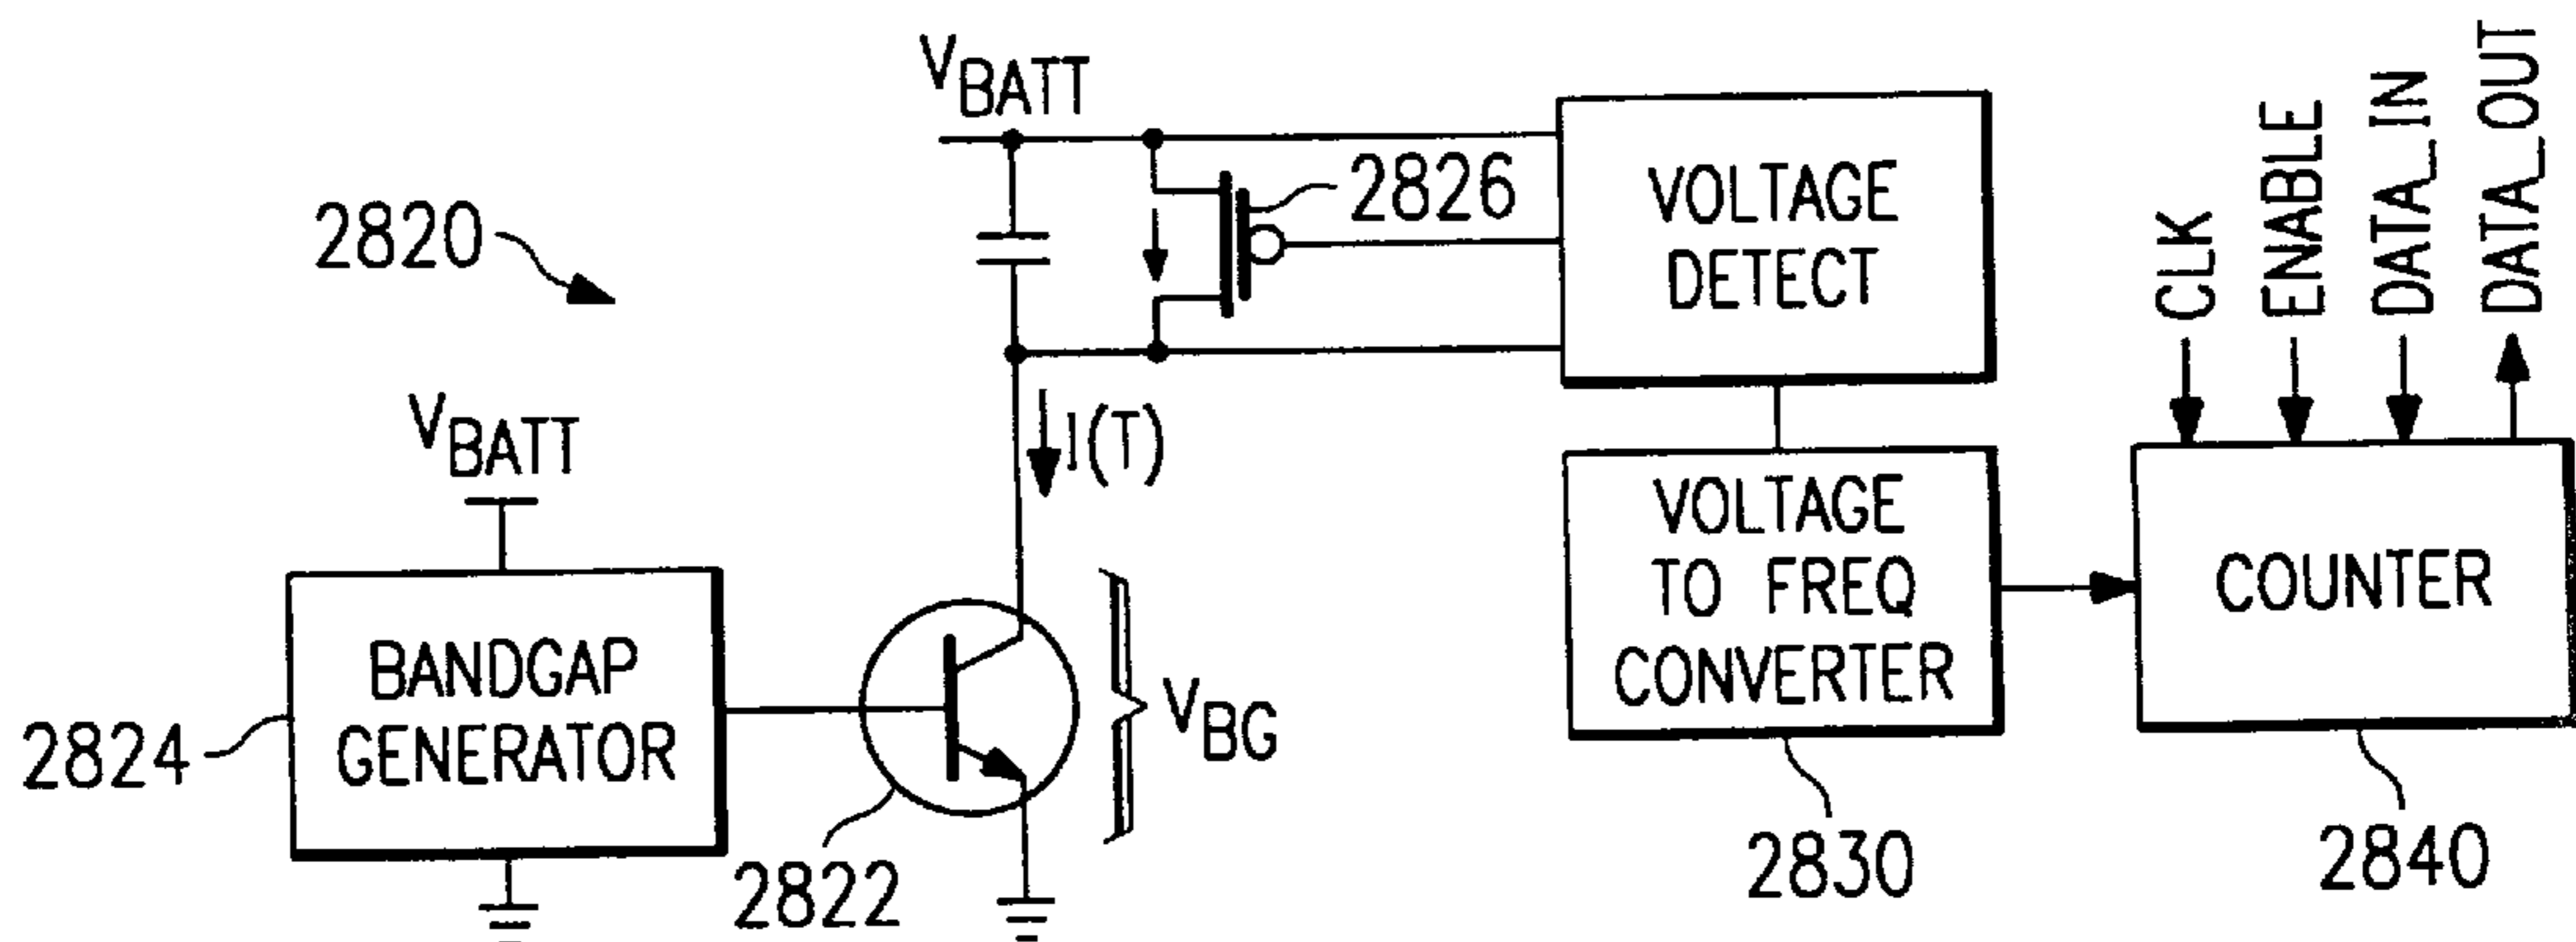 VBATT
2820
2826
VOLTAGE
DETECT
CLK
ENABLE
DATA_IN
DATA_OUT
VBATT
I(T)
BANDGAP
GENERATOR
2824
2822
VBG
VOLTAGE
TO FREQ
CONVERTER
2830
COUNTER
2840